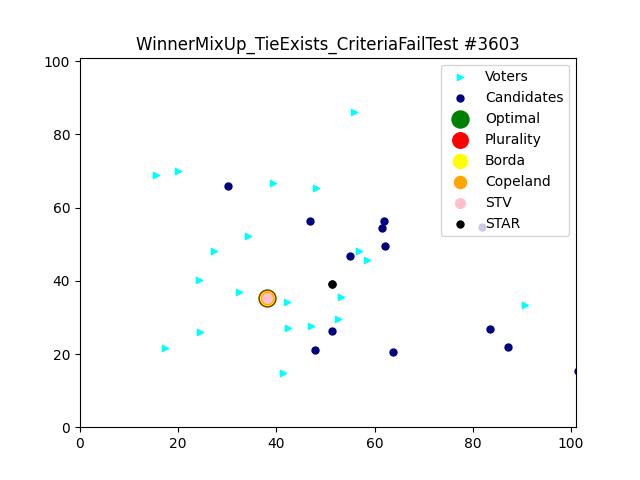 WinnerMixUp_TieExists_CriteriaFailTest #3603
100
80
60
40
20
0
0
20
40
60
80
100
Voters
Candidates
Optimal
Plurality
Borda
Copeland
STV
STAR